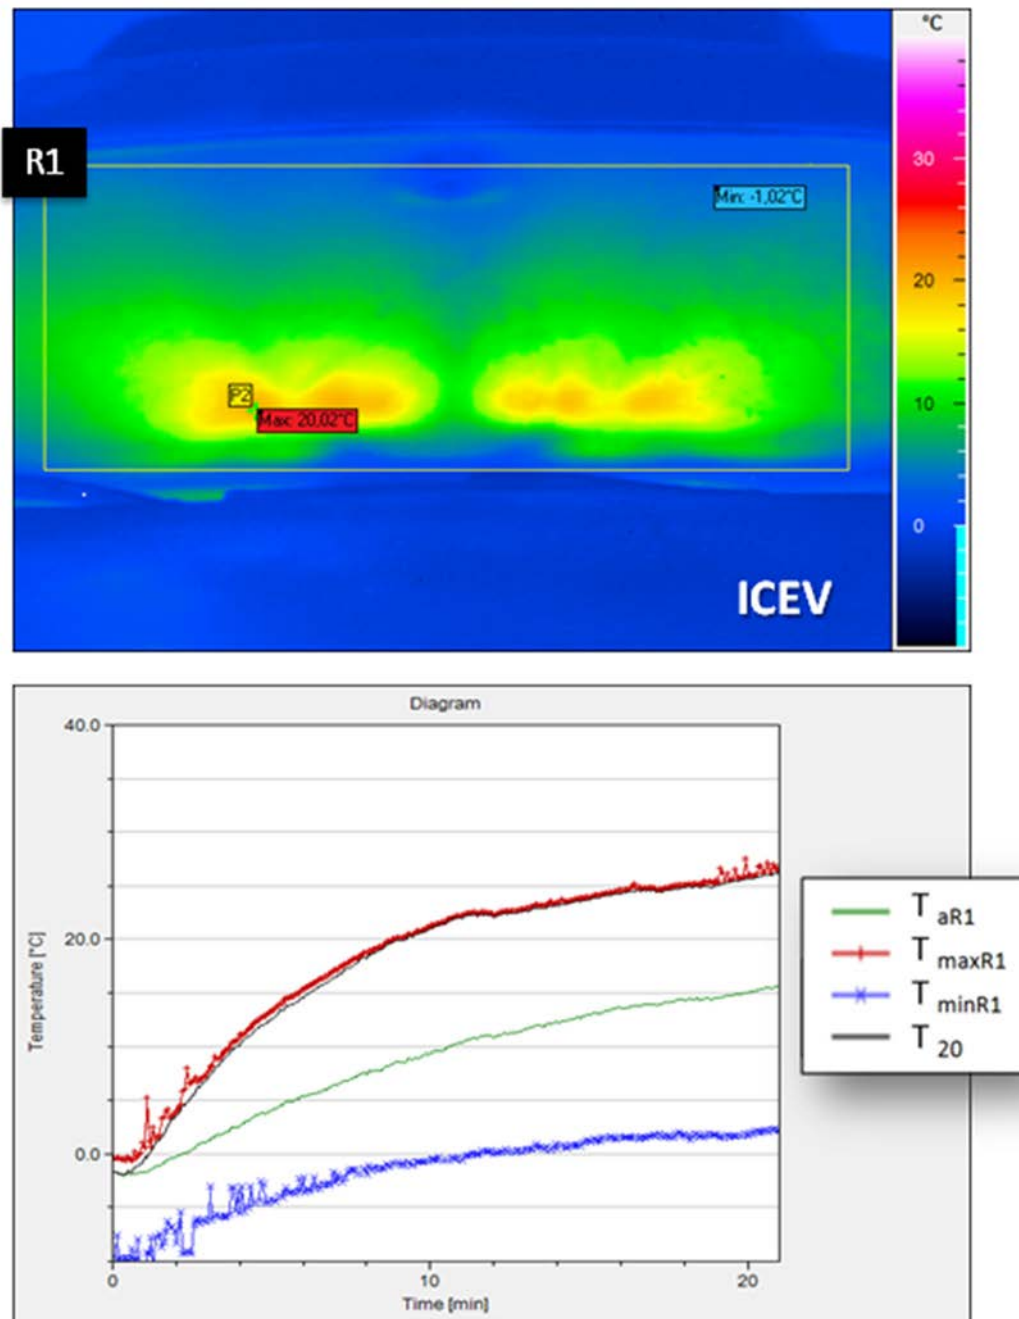 °C
R1
30
Min: -1,02°C
20
P2
Max: 20,02°C
10
0
ICEV
Diagram
40.0
20.0
0.0
Temperature [°C]
0
10
20
Time [min]
T aR1
T maxR1
T minR1
T 20